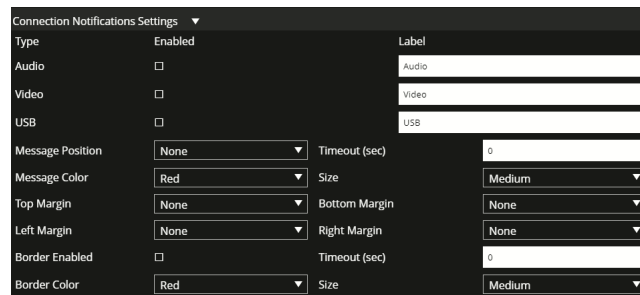 Connection Notifications Settings
Type Enabled Label
Audio Audio
Video Video
USB USB
Message Position None Timeout (sec) 0
Message Color Red Size Medium
Top Margin None Bottom Margin None
Left Margin None Right Margin None
Border Enabled Timeout (sec) 0
Border Color Red Size Medium